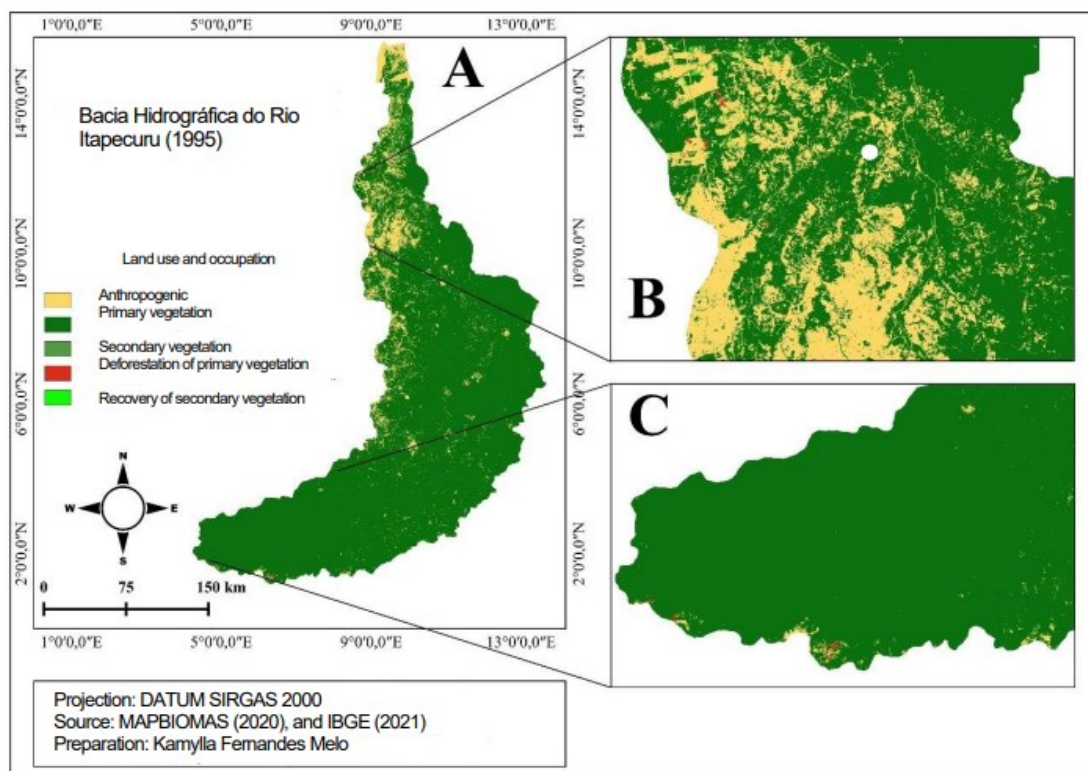 1°0'0,0"E 5°0'0,0"E 9°0'0,0"E 13°0'0,0"E
A
Bacia Hidrográfica do Rio
Itapecuru (1995)
14°0'0,0"N
10°0'0,0"N
6°0'0,0"N
2°0'0,0"N
Land use and occupation
Anthropogenic
Primary vegetation
Secondary vegetation
Deforestation of primary vegetation
Recovery of secondary vegetation
N
W E
S
0 75 150 km
1°0'0,0"E 5°0'0,0"E 9°0'0,0"E 13°0'0,0"E
14°0'0,0"N
10°0'0,0"N
6°0'0,0"N
2°0'0,0"N
B
C
Projection: DATUM SIRGAS 2000
Source: MAPBIOMAS (2020), and IBGE (2021)
Preparation: Kamylla Fernandes Melo